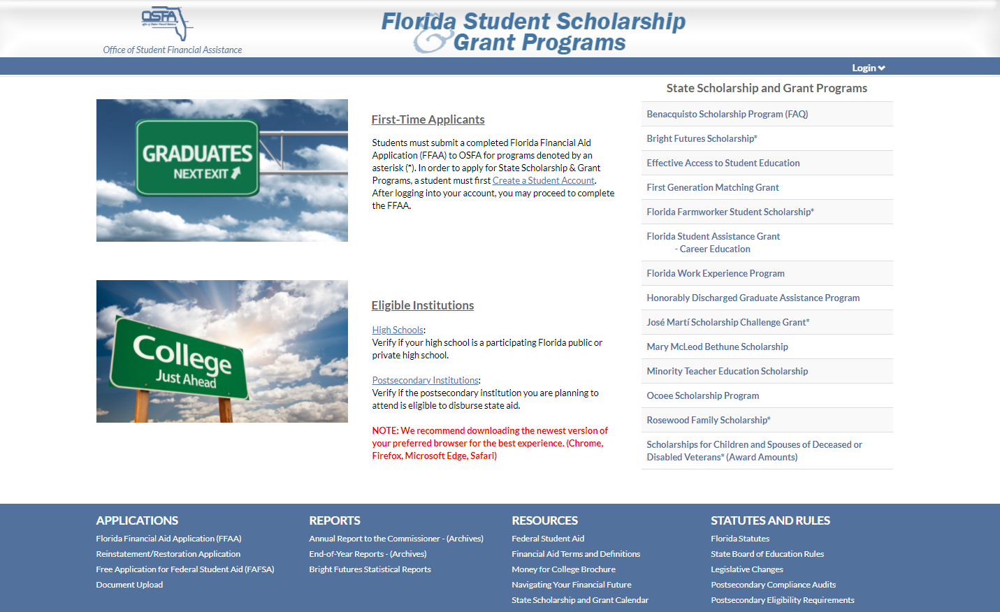 OSFA
Office of Student Financial Assistance
Florida Student Scholarship
& Grant Programs
Login
First-Time Applicants
Students must submit a completed Florida Financial Aid
Application (FFAA) to OSFA for programs denoted by an
asterisk (*). In order to apply for State Scholarship & Grant
Programs, a student must first Create a Student Account.
After logging into your account, you may proceed to complete
the FFAA.
GRADUATES
NEXT EXIT
Eligible Institutions
High Schools:
Verify if your high school is a participating Florida public or
private high school.
Postsecondary Institutions:
Verify if the postsecondary institution you are planning to
attend is eligible to disburse state aid.
NOTE: We recommend downloading the newest version of
your preferred browser for the best experience. (Chrome,
Firefox, Microsoft Edge, Safari)
College
Just Ahead
State Scholarship and Grant Programs
Benacquisto Scholarship Program (FAQ)
Bright Futures Scholarship*
Effective Access to Student Education
First Generation Matching Grant
Florida Farmworker Student Scholarship*
Florida Student Assistance Grant
- Career Education
Florida Work Experience Program
Honorably Discharged Graduate Assistance Program
José Martí Scholarship Challenge Grant*
Mary McLeod Bethune Scholarship
Minority Teacher Education Scholarship
Ocoee Scholarship Program
Rosewood Family Scholarship*
Scholarships for Children and Spouses of Deceased or
Disabled Veterans* (Award Amounts)
APPLICATIONS
Florida Financial Aid Application (FFAA)
Reinstatement/Restoration Application
Free Application for Federal Student Aid (FAFSA)
Document Upload
REPORTS
Annual Report to the Commissioner - (Archives)
End-of-Year Reports - (Archives)
Bright Futures Statistical Reports
RESOURCES
Federal Student Aid
Financial Aid Terms and Definitions
Money for College Brochure
Navigating Your Financial Future
State Scholarship and Grant Calendar
STATUTES AND RULES
Florida Statutes
State Board of Education Rules
Legislative Changes
Postsecondary Compliance Audits
Postsecondary Eligibility Requirements